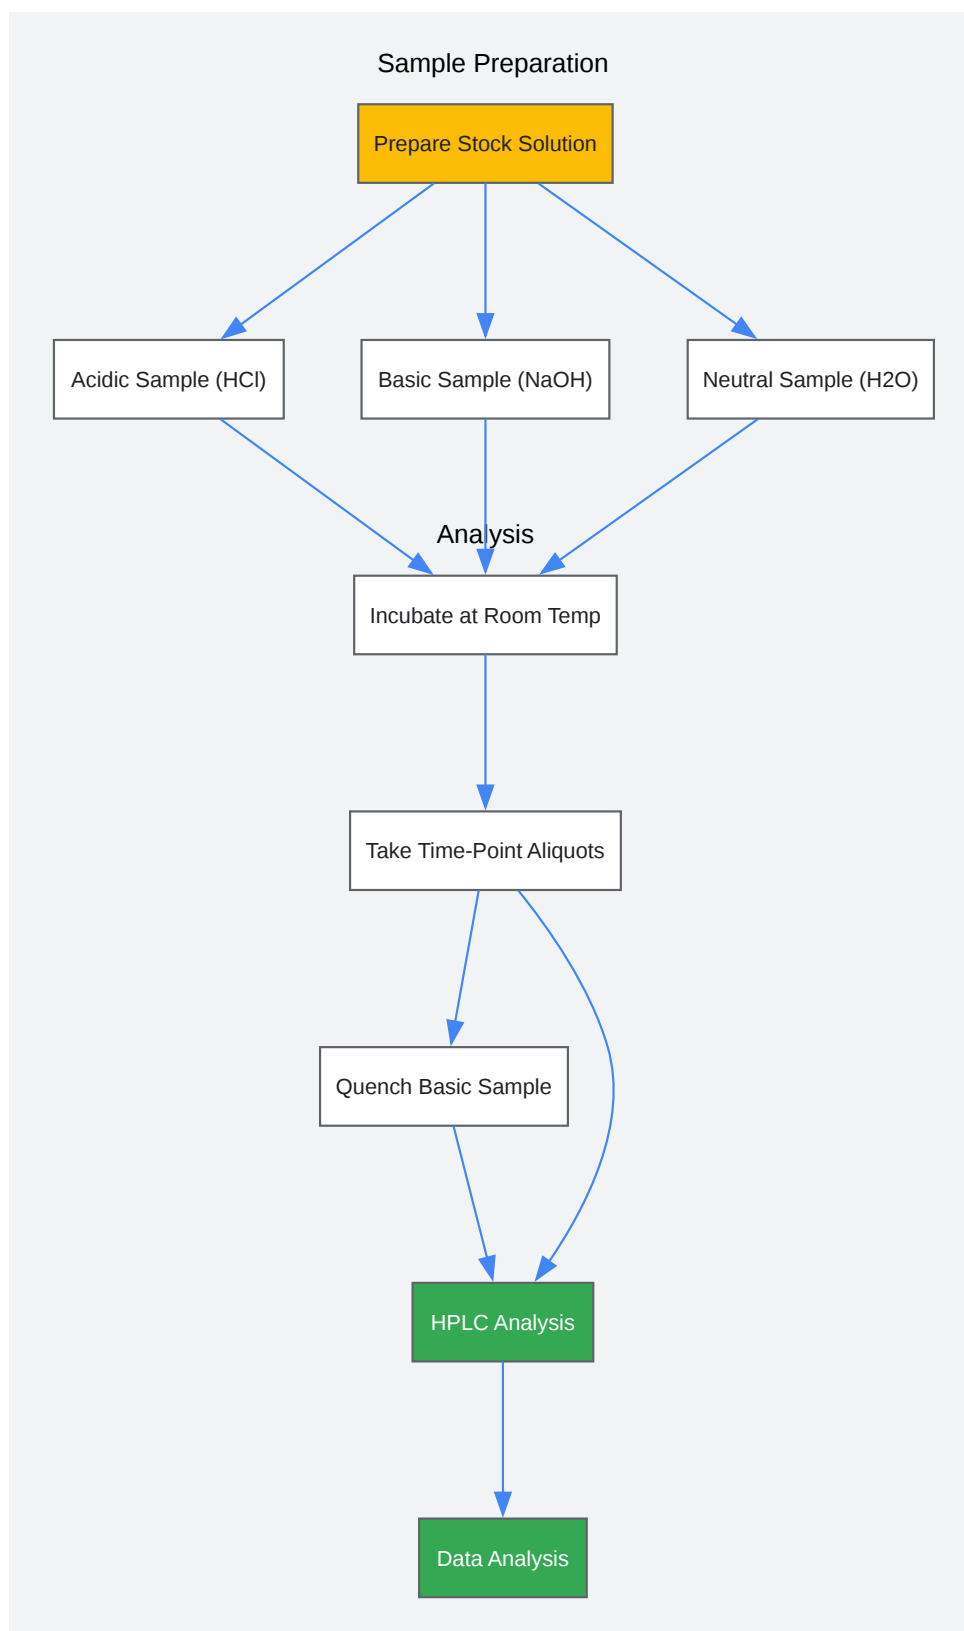 Sample Preparation
Prepare Stock Solution
Acidic Sample (HCl)
Basic Sample (NaOH)
Neutral Sample (H2O)
Analysis
Incubate at Room Temp
Take Time-Point Aliquots
Quench Basic Sample
HPLC Analysis
Data Analysis